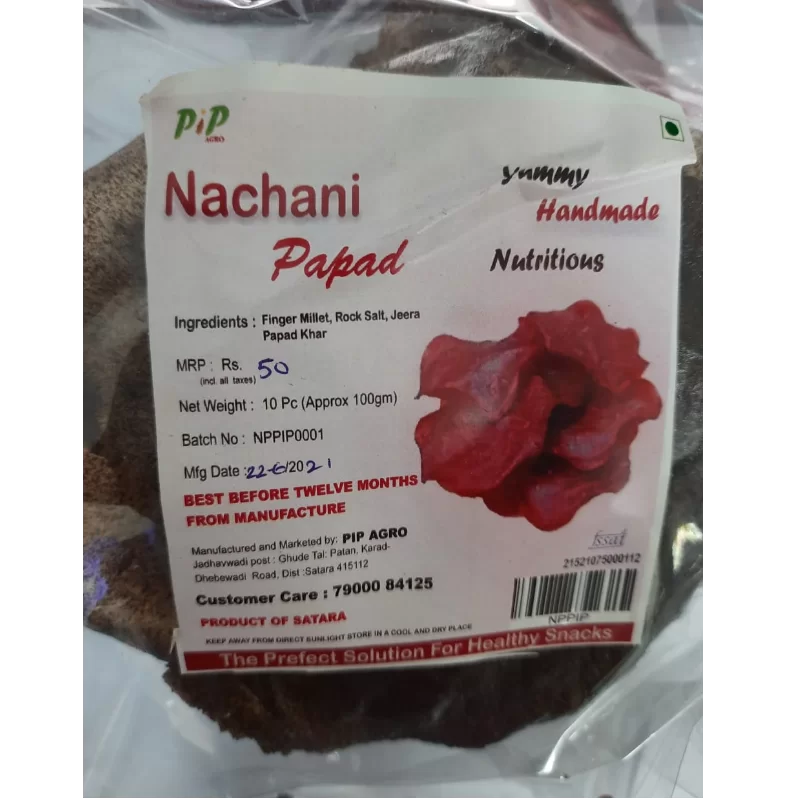 PiP
AGRO
Nachani
Papad
Yummy
Handmade
Nutritious
Ingredients : Finger Millet, Rock Salt, Jeera
Papad Khar
MRP : Rs. 50
(incl. all taxes)
Net Weight : 10 Pc (Approx 100gm)
Batch No : NPPIP0001
Mfg Date : 22-6/2021
BEST BEFORE TWELVE MONTHS
FROM MANUFACTURE
Manufactured and Marketed by: PIP AGRO
Jadhavwadi post : Ghude Tal: Patan, Karad-
Dhebewadi Road, Dist :Satara 415112
Customer Care : 79000 84125
PRODUCT OF SATARA
KEEP AWAY FROM DIRECT SUNLIGHT STORE IN A COOL AND DRY PLACE
fssai
21521075000112
NPPIP
The Prefect Solution For Healthy Snacks